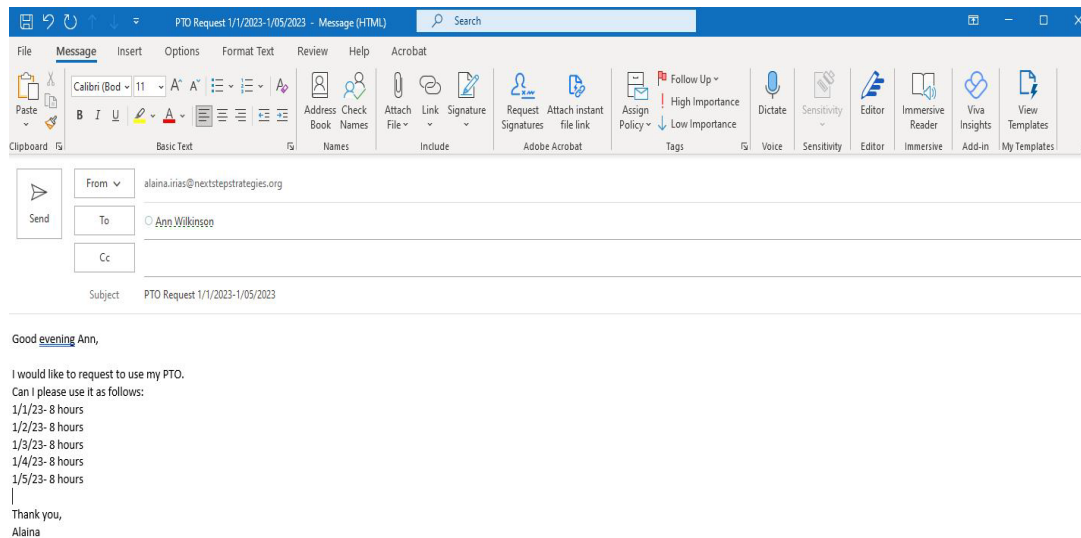 PTO Request 1/1/2023-1/05/2023 - Message (HTML) Search
File Message Insert Options Format Text Review Help Acrobat
Paste
Calibri (Bod 11
B I U
Address Book
Check Names
Attach File
Link
Signature
Request Signatures
Attach instant file link
Assign Policy
Follow Up
High Importance
Low Importance
Dictate
Sensitivity
Editor
Immersive Reader
Viva Insights
View Templates
Clipboard Basic Text Names Include Adobe Acrobat Tags Voice Sensitivity Editor Immersive Add-in My Templates
Send
From alaina.irias@nextstepstrategies.org
To Ann Wilkinson
Cc
Subject PTO Request 1/1/2023-1/05/2023
Good evening Ann,
I would like to request to use my PTO.
Can I please use it as follows:
1/1/23- 8 hours
1/2/23- 8 hours
1/3/23- 8 hours
1/4/23- 8 hours
1/5/23- 8 hours
Thank you,
Alaina